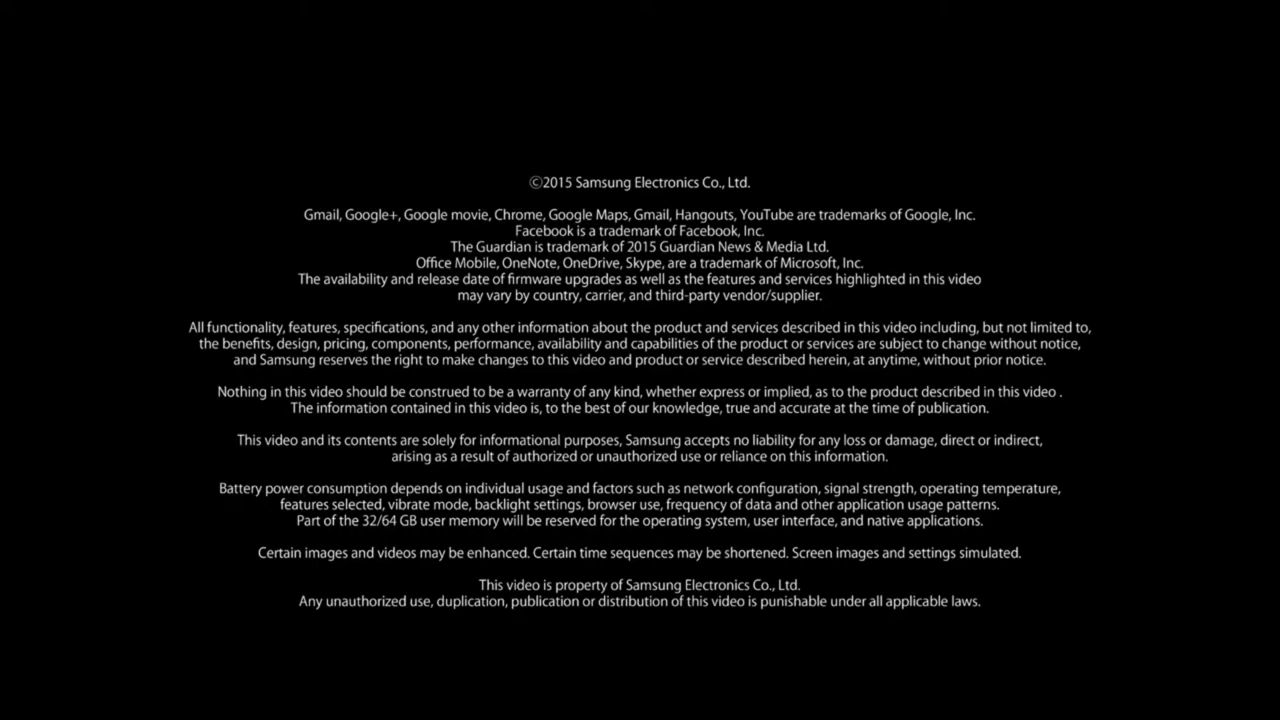 ©2015 Samsung Electronics Co., Ltd.
Gmail, Google+, Google movie, Chrome, Google Maps, Gmail, Hangouts, YouTube are trademarks of Google, Inc.
Facebook is a trademark of Facebook, Inc.
The Guardian is trademark of 2015 Guardian News & Media Ltd.
Office Mobile, OneNote, OneDrive, Skype, are a trademark of Microsoft, Inc.
The availability and release date of firmware upgrades as well as the features and services highlighted in this video
may vary by country, carrier, and third-party vendor/supplier.
All functionality, features, specifications, and any other information about the product and services described in this video including, but not limited to,
the benefits, design, pricing, components, performance, availability and capabilities of the product or services are subject to change without notice,
and Samsung reserves the right to make changes to this video and product or service described herein, at anytime, without prior notice.
Nothing in this video should be construed to be a warranty of any kind, whether express or implied, as to the product described in this video .
The information contained in this video is, to the best of our knowledge, true and accurate at the time of publication.
This video and its contents are solely for informational purposes, Samsung accepts no liability for any loss or damage, direct or indirect,
arising as a result of authorized or unauthorized use or reliance on this information.
Battery power consumption depends on individual usage and factors such as network configuration, signal strength, operating temperature,
features selected, vibrate mode, backlight settings, browser use, frequency of data and other application usage patterns.
Part of the 32/64 GB user memory will be reserved for the operating system, user interface, and native applications.
Certain images and videos may be enhanced. Certain time sequences may be shortened. Screen images and settings simulated.
This video is property of Samsung Electronics Co., Ltd.
Any unauthorized use, duplication, publication or distribution of this video is punishable under all applicable laws.